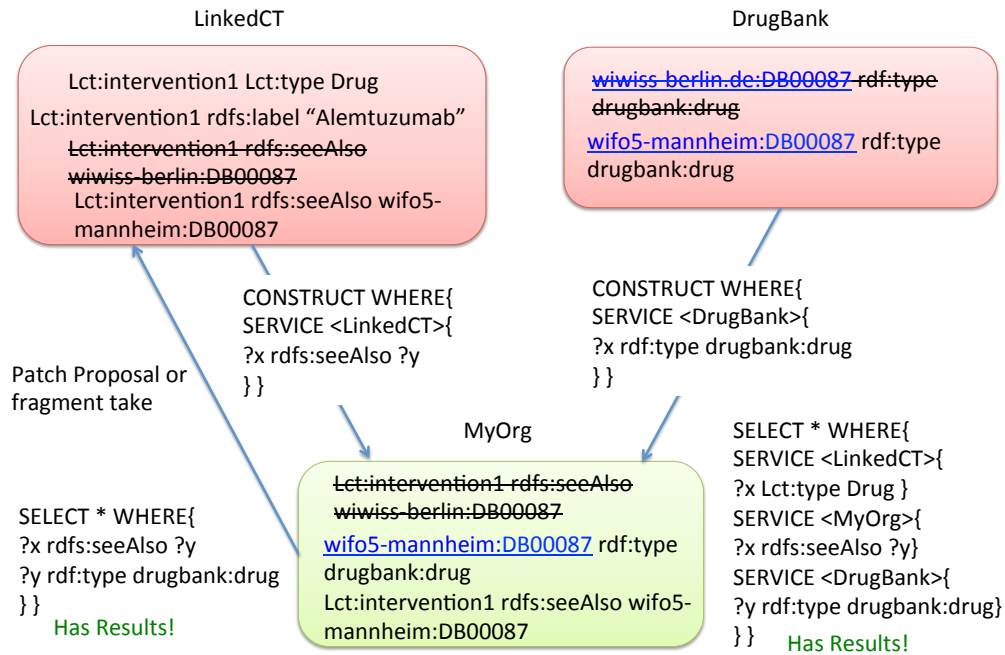 LinkedCT
Lct:intervention1 Lct:type Drug
Lct:intervention1 rdfs:label “Alemtuzumab”
Lct:intervention1 rdfs:seeAlso
wiwiss-berlin:DB00087
Lct:intervention1 rdfs:seeAlso wifo5-
mannheim:DB00087
DrugBank
wiwiss-berlin.de:DB00087 rdf:type
drugbank:drug
wifo5-mannheim:DB00087 rdf:type
drugbank:drug
CONSTRUCT WHERE{
SERVICE <LinkedCT>{
?x rdfs:seeAlso ?y
} }
CONSTRUCT WHERE{
SERVICE <DrugBank>{
?x rdf:type drugbank:drug
} }
Patch Proposal or
fragment take
MyOrg
Lct:intervention1 rdfs:seeAlso
wiwiss-berlin:DB00087
wifo5-mannheim:DB00087 rdf:type
drugbank:drug
Lct:intervention1 rdfs:seeAlso wifo5-
mannheim:DB00087
SELECT * WHERE{
?x rdfs:seeAlso ?y
?y rdf:type drugbank:drug
} }
Has Results!
SELECT * WHERE{
SERVICE <LinkedCT>{
?x Lct:type Drug }
SERVICE <MyOrg>{
?x rdfs:seeAlso ?y}
SERVICE <DrugBank>{
?y rdf:type drugbank:drug}
} }
Has Results!